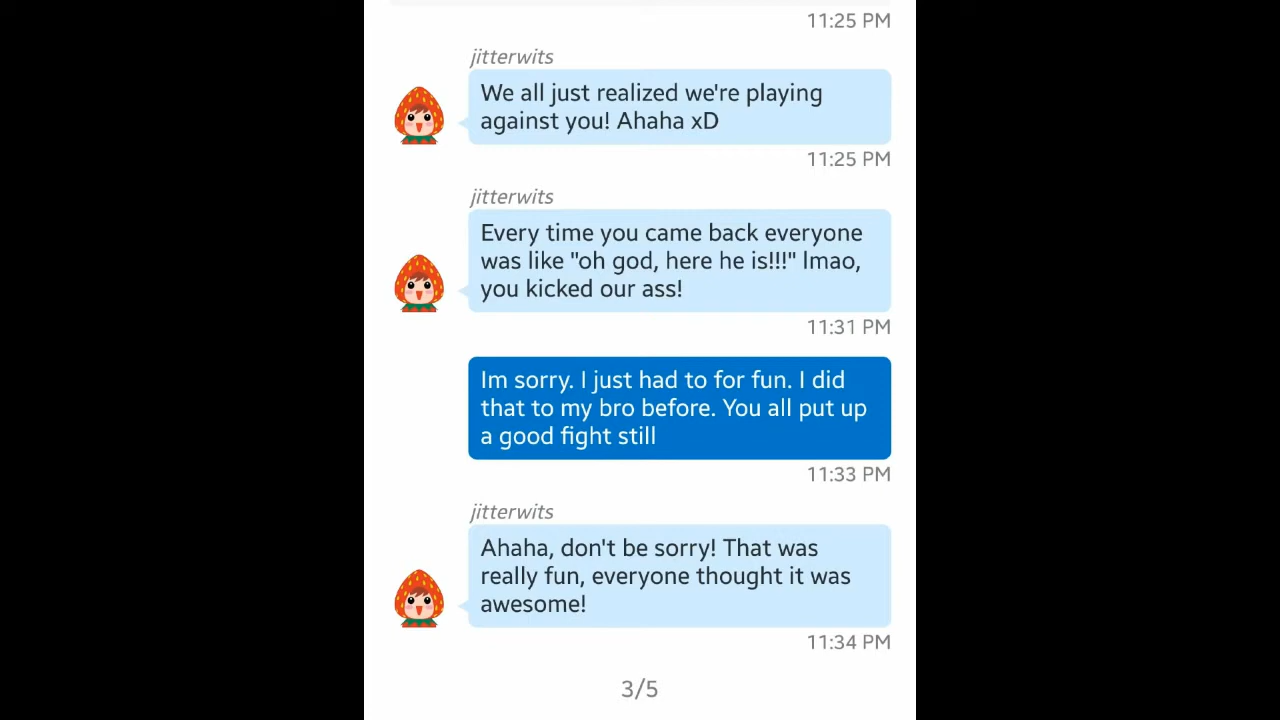 11:25 PM
jitterwits
We all just realized we're playing
against you! Ahaha xD
11:25 PM
jitterwits
Every time you came back everyone
was like "oh god, here he is!!!" lmao,
you kicked our ass!
11:31 PM
Im sorry. I just had to for fun. I did
that to my bro before. You all put up
a good fight still
11:33 PM
jitterwits
Ahaha, don't be sorry! That was
really fun, everyone thought it was
awesome!
11:34 PM
3/5